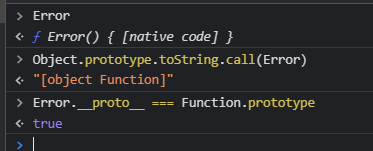 > Error
ƒ Error() { [native code] }
> Object.prototype.toString.call(Error)
"[object Function]"
> Error.__proto__ === Function.prototype
true
>